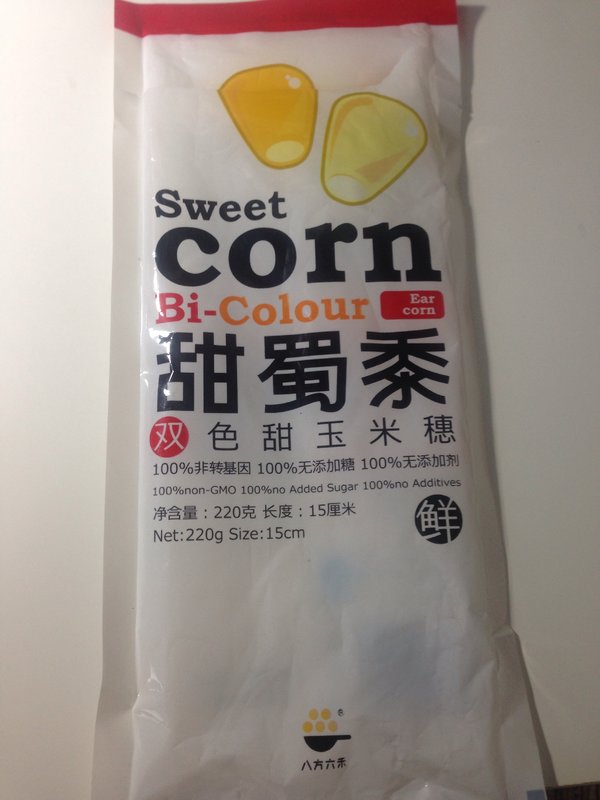 Sweet
corn
Bi-Colour Ear corn
甜蜀黍
双色甜玉米穗
100%非转基因 100%无添加糖 100%无添加剂
100%non-GMO 100%no Added Sugar 100%no Additives
净含量：220克 长度：15厘米
Net:220g Size:15cm
鲜
®
八方六禾